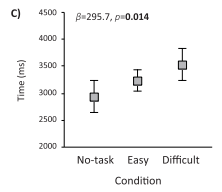 C)
β=295.7, p=0.014
4500
4000
3500
3000
2500
2000
Time (ms)
No-task Easy Difficult
Condition